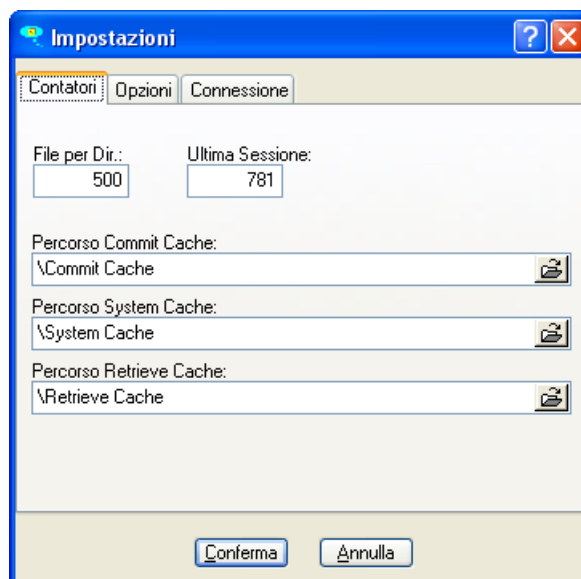 Impostazioni
Contatori Opzioni Connessione
File per Dir.: Ultima Sessione:
500 781
Percorso Commit Cache:
\Commit Cache
Percorso System Cache:
\System Cache
Percorso Retrieve Cache:
\Retrieve Cache
Conferma Annulla